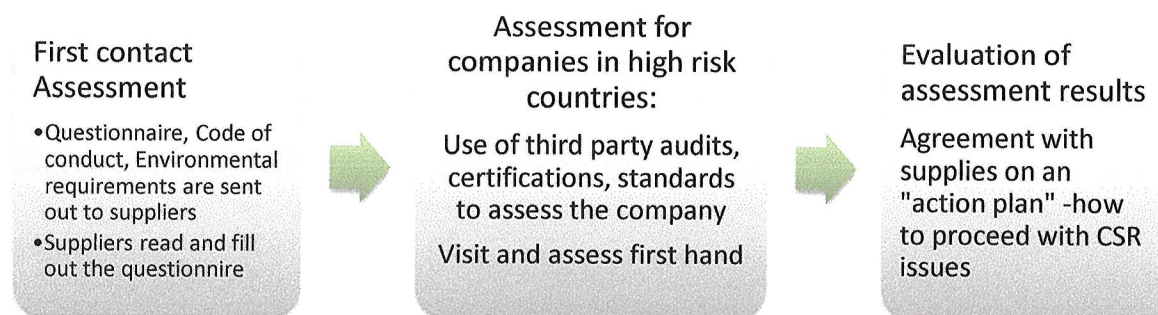 First contact
Assessment
•Questionnaire, Code of
conduct, Environmental
requirements are sent
out to suppliers
•Suppliers read and fill
out the questionnire
Assessment for
companies in high risk
countries:
Use of third party audits,
certifications, standards
to assess the company
Visit and assess first hand
Evaluation of
assessment results
Agreement with
supplies on an
"action plan" -how
to proceed with CSR
issues